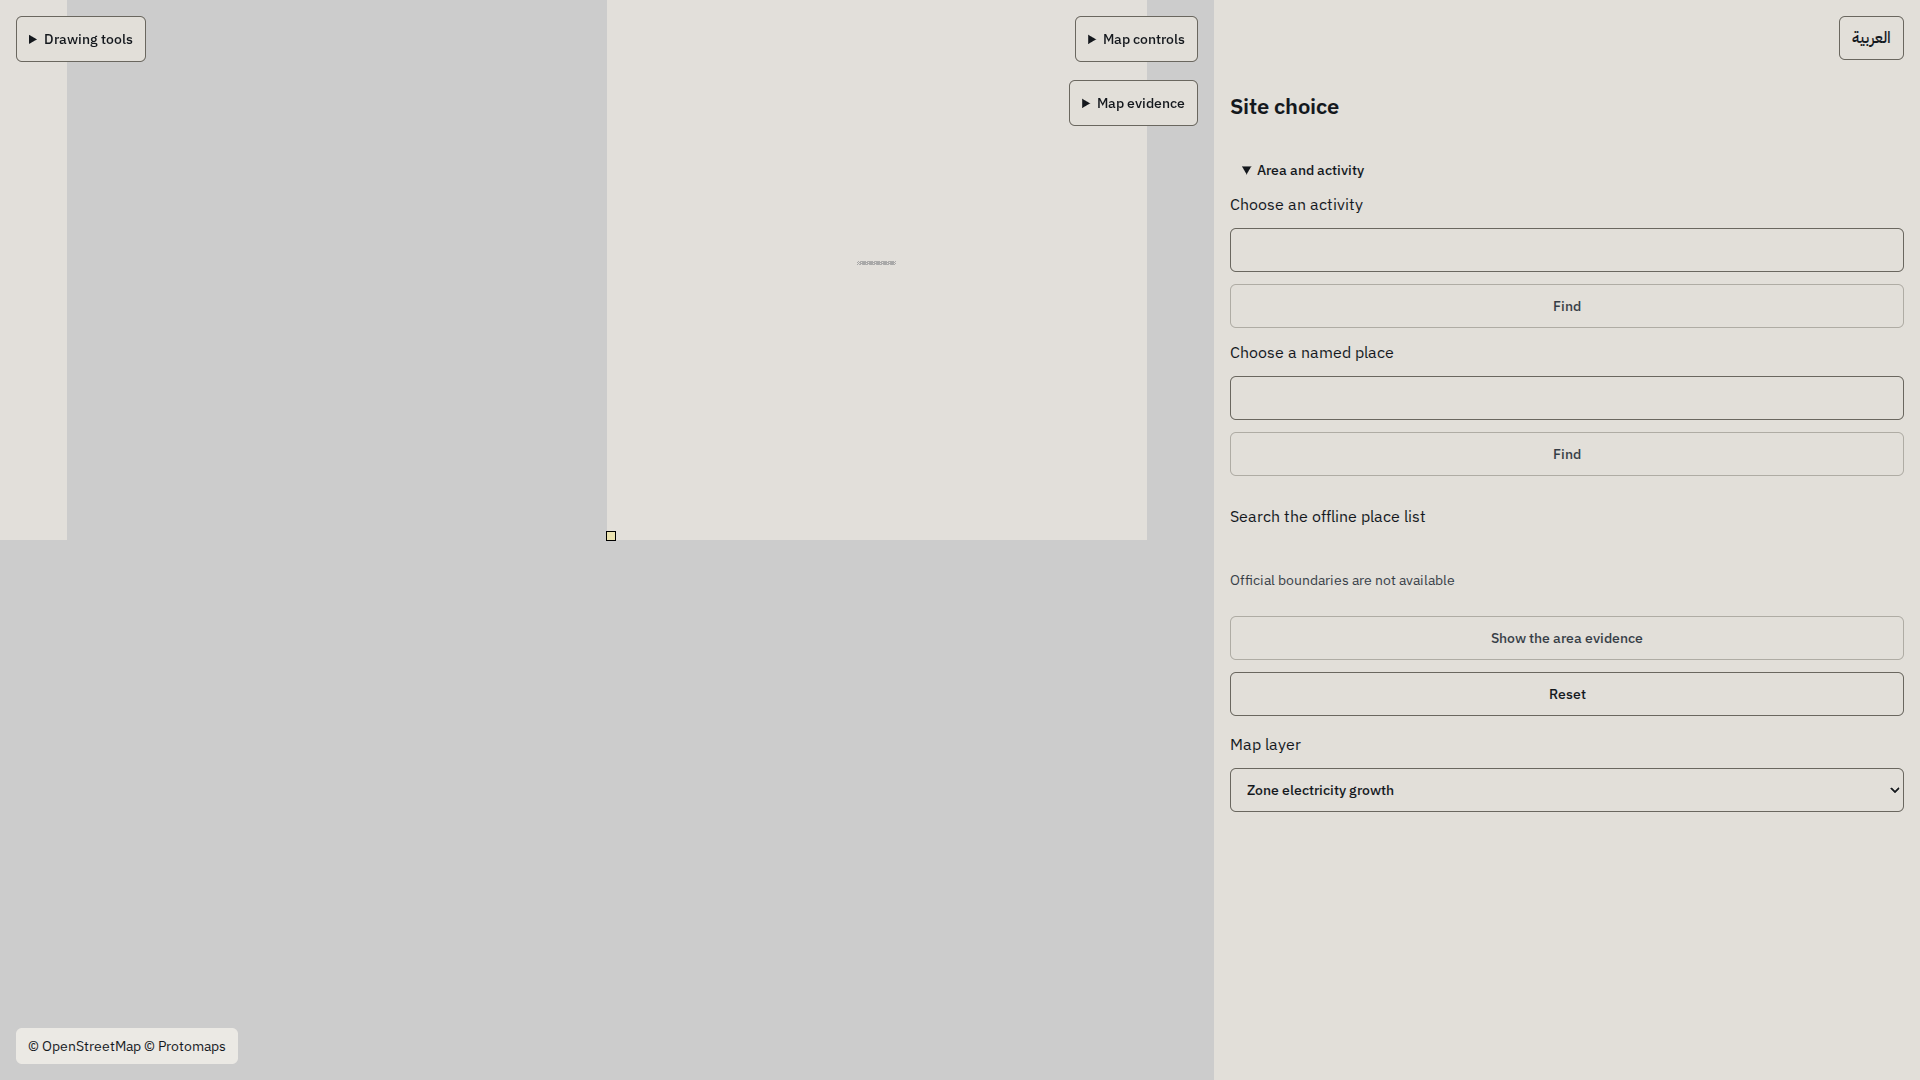 Drawing tools
Map controls
Map evidence
العربية
Site choice
Area and activity
Choose an activity
Find
Choose a named place
Find
Search the offline place list
Official boundaries are not available
Show the area evidence
Reset
Map layer
Zone electricity growth
© OpenStreetMap © Protomaps